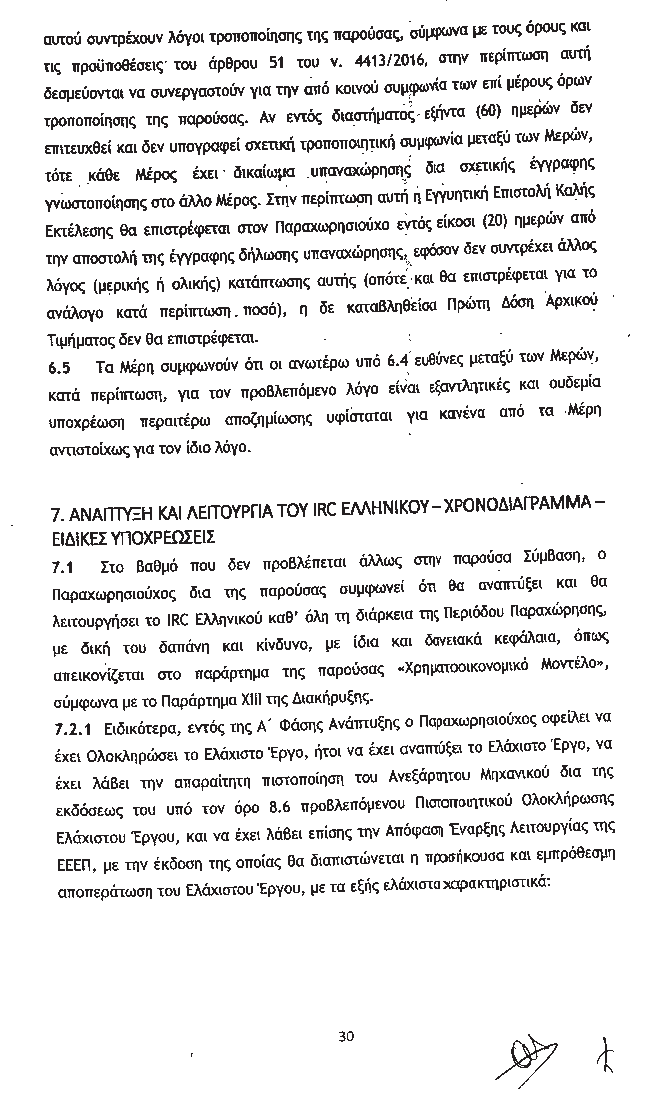 αυτού συντρέχουν λόγοι τροποποίησης της παρούσας, σύμφωνα με τους όρους και
τις προϋποθέσεις του άρθρου 51 του ν. 4413/2016, στην περίπτωση αυτή
δεσμεύονται να συνεργαστούν για την από κοινού συμφωνία των επί μέρους όρων
τροποποίησης της παρούσας. Αν εντός διαστήματος εξήντα (60) ημερών δεν
επιτευχθεί και δεν υπογραφεί σχετική τροποποιητική συμφωνία μεταξύ των Μερών,
τότε κάθε Μέρος έχει δικαίωμα υπαναχώρησης δια σχετικής έγγραφης
γνωστοποίησης στο άλλο Μέρος. Στην περίπτωση αυτή η Εγγυητική Επιστολή Καλής
Εκτέλεσης θα επιστρέφεται στον Παραχωρησιούχο εντός είκοσι (20) ημερών από
την αποστολή της έγγραφης δήλωσης υπαναχώρησης, εφόσον δεν συντρέχει άλλος
λόγος (μερικής ή ολικής) κατάπτωσης αυτής (οπότε και θα επιστρέφεται για το
ανάλογο κατά περίπτωση ποσό), η δε καταβληθείσα Πρώτη Δόση Αρχικού
Τιμήματος δεν θα επιστρέφεται.
6.5 Τα Μέρη συμφωνούν ότι οι ανωτέρω υπό 6.4 ευθύνες μεταξύ των Μερών,
κατά περίπτωση, για τον προβλεπόμενο λόγο είναι εξαντλητικές και ουδεμία
υποχρέωση περαιτέρω αποζημίωσης υφίσταται για κανένα από τα Μέρη
αντιστοίχως για τον ίδιο λόγο.
7. ΑΝΑΠΤΥΞΗ ΚΑΙ ΛΕΙΤΟΥΡΓΙΑ ΤΟΥ IRC ΕΛΛΗΝΙΚΟΥ – ΧΡΟΝΟΔΙΑΓΡΑΜΜΑ –
ΕΙΔΙΚΕΣ ΥΠΟΧΡΕΩΣΕΙΣ
7.1 Στο βαθμό που δεν προβλέπεται άλλως στην παρούσα Σύμβαση, ο
Παραχωρησιούχος δια της παρούσας συμφωνεί ότι θα αναπτύξει και θα
λειτουργήσει το IRC Ελληνικού καθ’ όλη τη διάρκεια της Περιόδου Παραχώρησης,
με δική του δαπάνη και κίνδυνο, με ίδια και δανειακά κεφάλαια, όπως
απεικονίζεται στο παράρτημα της παρούσας «Χρηματοοικονομικό Μοντέλο»,
σύμφωνα με το Παράρτημα XIII της Διακήρυξης.
7.2.1 Ειδικότερα, εντός της Α΄ Φάσης Ανάπτυξης ο Παραχωρησιούχος οφείλει να
έχει Ολοκληρώσει το Ελάχιστο Έργο, ήτοι να έχει αναπτύξει το Ελάχιστο Έργο, να
έχει λάβει την απαραίτητη πιστοποίηση του Ανεξάρτητου Μηχανικού δια της
εκδόσεως του υπό τον όρο 8.6 προβλεπόμενου Πιστοποιητικού Ολοκλήρωσης
Ελάχιστου Έργου, και να έχει λάβει επίσης την Απόφαση Έναρξης Λειτουργίας της
ΕΕΕΠ, με την έκδοση της οποίας θα διαπιστώνεται η προσήκουσα και εμπρόθεσμη
αποπεράτωση του Ελάχιστου Έργου, με τα εξής ελάχιστα χαρακτηριστικά:
30